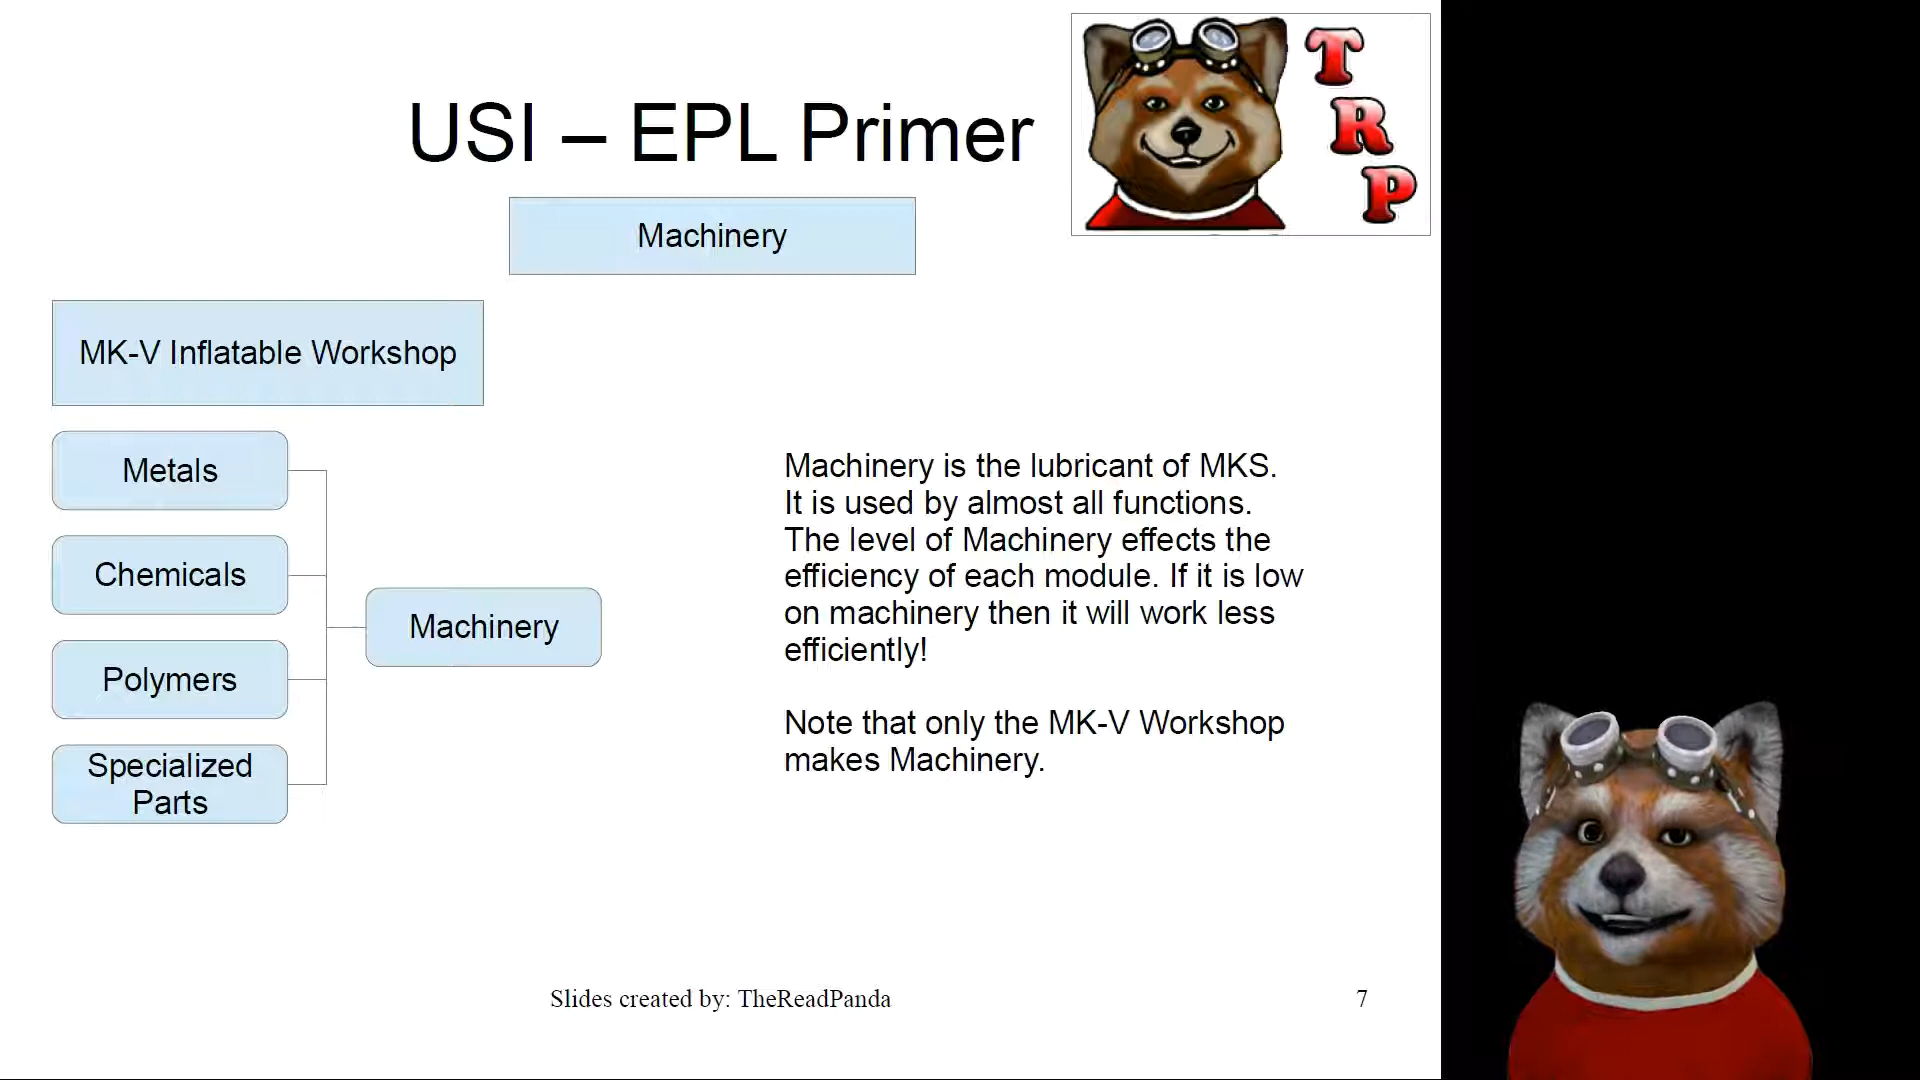 USI – EPL Primer
T
R
P
Machinery
MK-V Inflatable Workshop
Metals
Chemicals
Polymers
Specialized
Parts
Machinery
Machinery is the lubricant of MKS.
It is used by almost all functions.
The level of Machinery effects the
efficiency of each module. If it is low
on machinery then it will work less
efficiently!
Note that only the MK-V Workshop
makes Machinery.
Slides created by: TheReadPanda
7